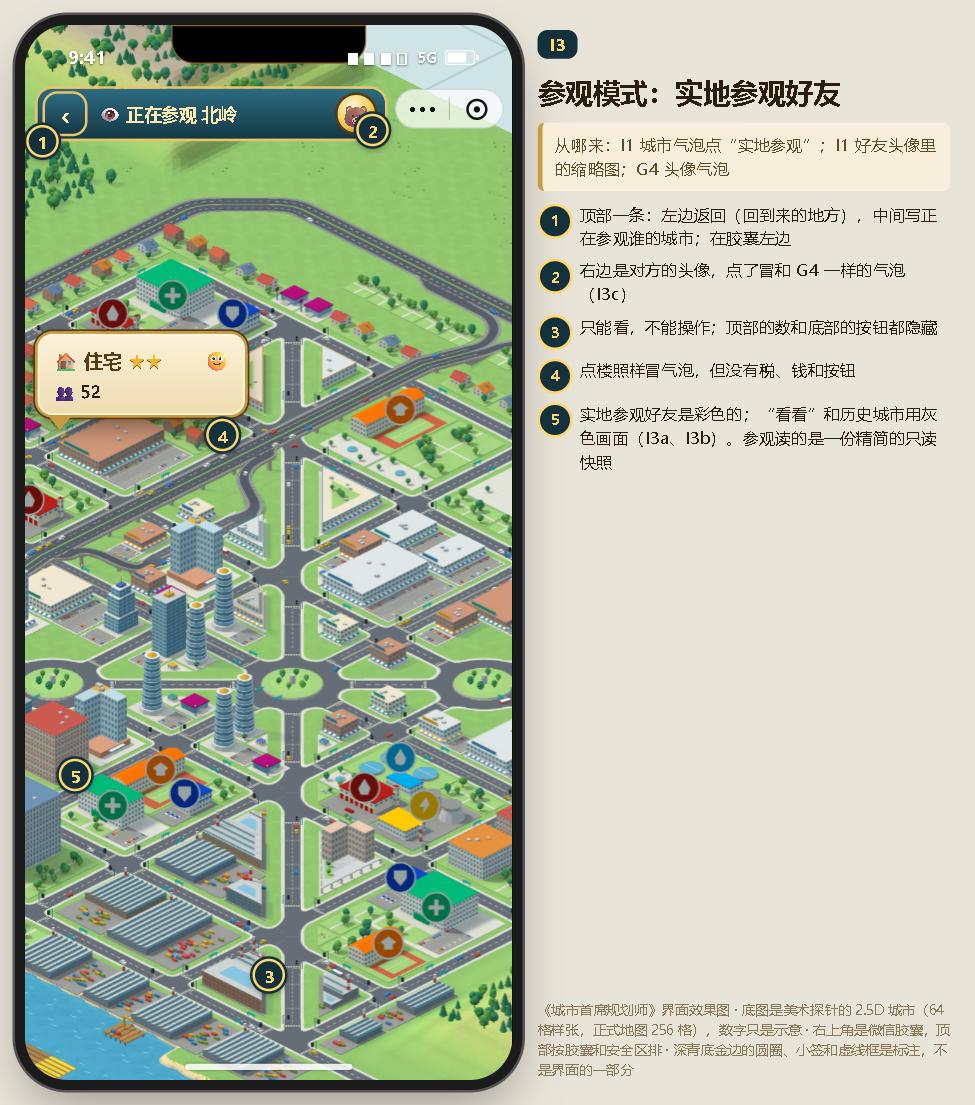 9:41
5G
‹ 正在参观 北岭
1
2
住宅
52
4
5
3
I3
参观模式：实地参观好友
从哪来：I1 城市气泡点“实地参观”；I1 好友头像里
的缩略图；G4 头像气泡
1 顶部一条：左边返回（回到来的地方），中间写正
在参观谁的城市；在胶囊左边
2 右边是对方的头像，点了冒和 G4 一样的气泡
（I3c）
3 只能看，不能操作；顶部的数和底部的按钮都隐藏
4 点楼照样冒气泡，但没有税、钱和按钮
5 实地参观好友是彩色的；“看看”和历史城市用灰
色画面（I3a、I3b）。参观读的是一份精简的只读
快照
《城市首席规划师》界面效果图 · 底图是美术探针的 2.5D 城市（64
格样张，正式地图 256 格），数字只是示意 · 右上角是微信胶囊，顶
部按胶囊和安全区排 · 深青底金边的圆圈、小签和虚线框是标注，不
是界面的一部分